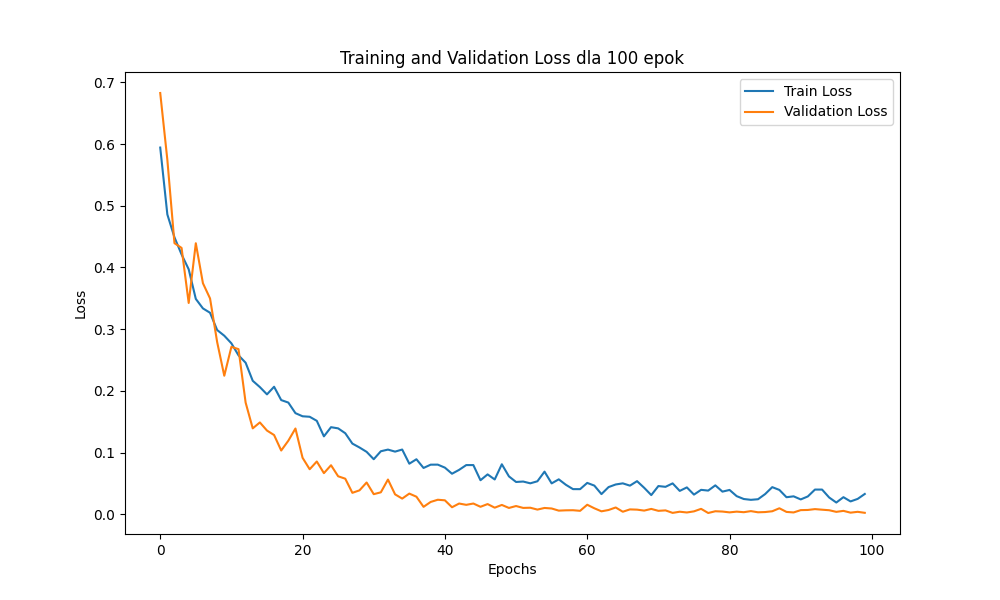 Training and Validation Loss dla 100 epok
Train Loss
Validation Loss
0.7
0.6
0.5
0.4
0.3
0.2
0.1
0.0
Loss
0 20 40 60 80 100
Epochs